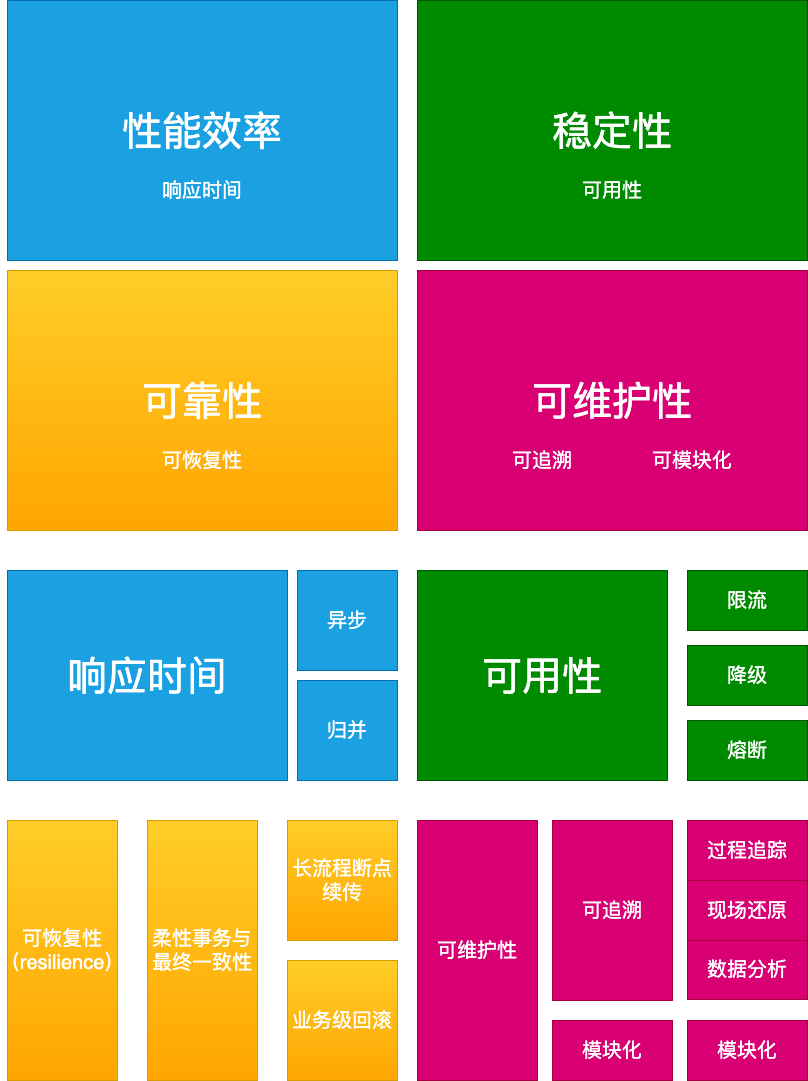 性能效率
响应时间
稳定性
可用性
可靠性
可恢复性
可维护性
可追溯
可模块化
响应时间
异步
归并
可用性
限流
降级
熔断
可恢复性
(resilience)
柔性事务与
最终一致性
长流程断点
续传
业务级回滚
可维护性
可追溯
过程追踪
现场还原
数据分析
模块化
模块化